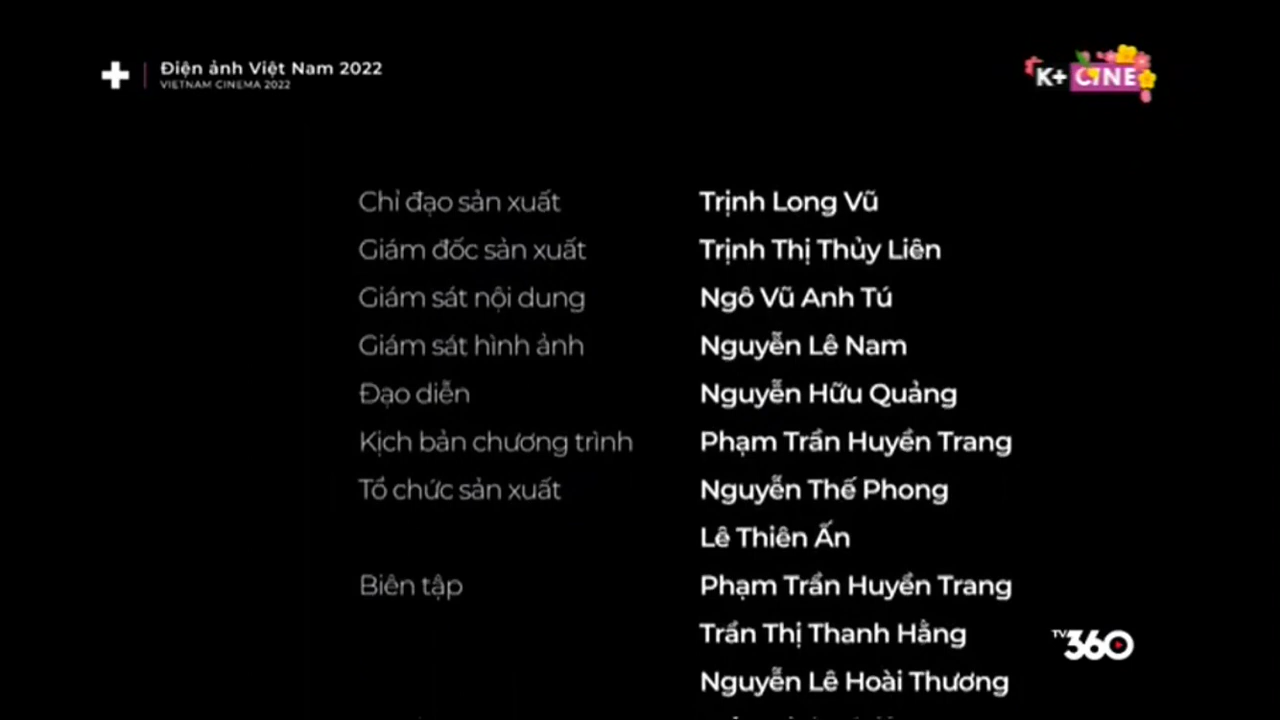 Điện ảnh Việt Nam 2022
VIETNAM CINEMA 2022
K+ CINE
Chỉ đạo sản xuất Trịnh Long Vũ
Giám đốc sản xuất Trịnh Thị Thủy Liên
Giám sát nội dung Ngô Vũ Anh Tú
Giám sát hình ảnh Nguyễn Lê Nam
Đạo diễn Nguyễn Hữu Quảng
Kịch bản chương trình Phạm Trần Huyền Trang
Tổ chức sản xuất Nguyễn Thế Phong
Lê Thiên Ấn
Biên tập Phạm Trần Huyền Trang
Trần Thị Thanh Hằng
TV360
Nguyễn Lê Hoài Thương